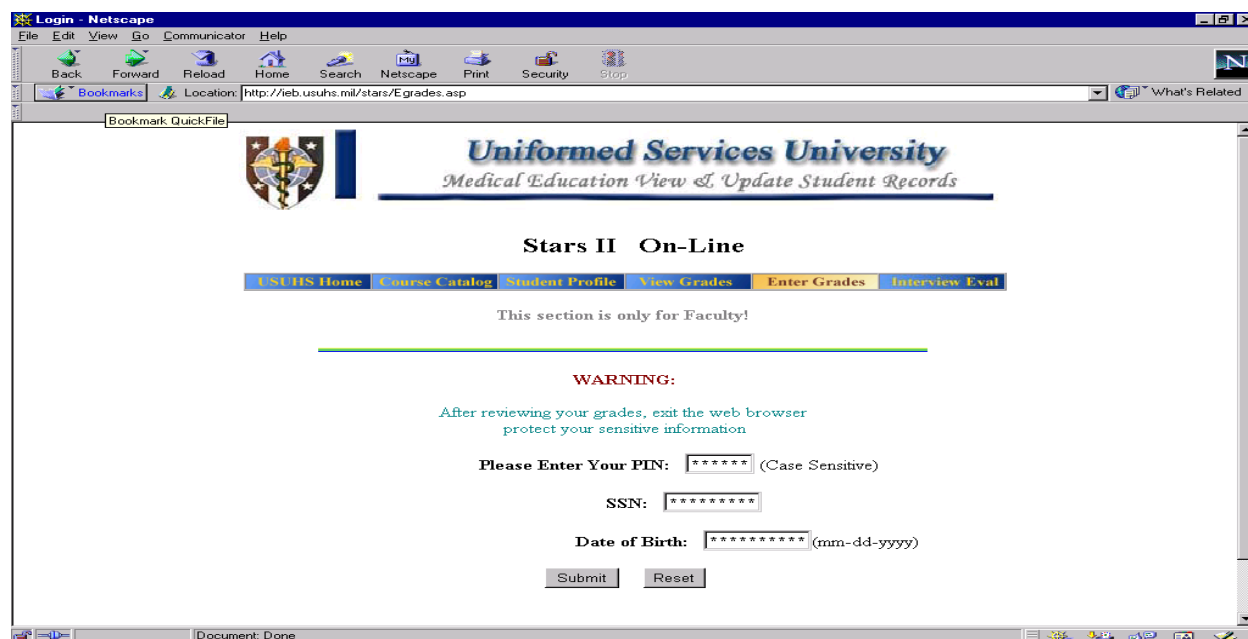 Login - Netscape
File Edit View Go Communicator Help
My
Back Forward Reload Home Search Netscape Print Security Stop
N
Bookmarks Location: http://ieb.usuhs.mil/stars/Egrades.asp What's Related
Bookmark QuickFile
Uniformed Services University
Medical Education View & Update Student Records
Stars II On-Line
USUHS Home Course Catalog Student Profile View Grades Enter Grades Interview Eval
This section is only for Faculty!
WARNING:
After reviewing your grades, exit the web browser
protect your sensitive information
Please Enter Your PIN: ****** (Case Sensitive)
SSN: *********
Date of Birth: ********** (mm-dd-yyyy)
Submit Reset
Document: Done